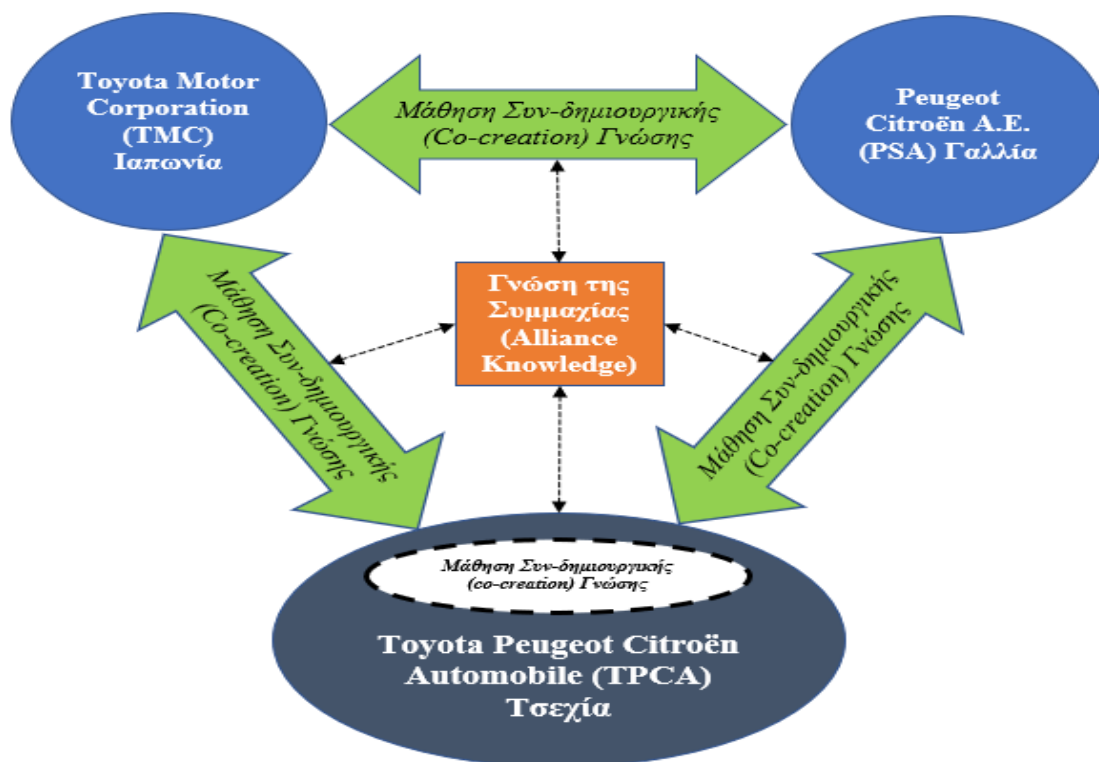 Toyota Motor
Corporation
(TMC)
Ιαπωνία
Μάθηση Συν-δημιουργικής
(Co-creation) Γνώσης
Peugeot
Citroën Α.Ε.
(PSA) Γαλλία
Μάθηση Συν-δημιουργικής
(Co-creation) Γνώσης
Γνώση της
Συμμαχίας
(Alliance
Knowledge)
Μάθηση Συν-δημιουργικής
(Co-creation) Γνώσης
Μάθηση Συν-δημιουργικής
(co-creation) Γνώσης
Toyota Peugeot Citroën
Automobile (TPCA)
Τσεχία